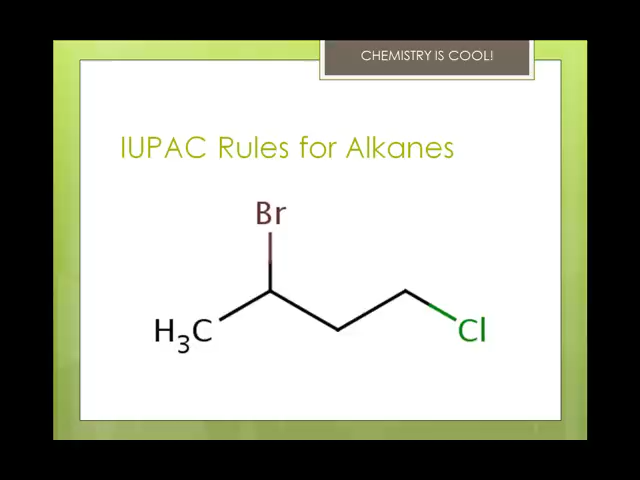 CHEMISTRY IS COOL!
IUPAC Rules for Alkanes
Br
H₃C
Cl